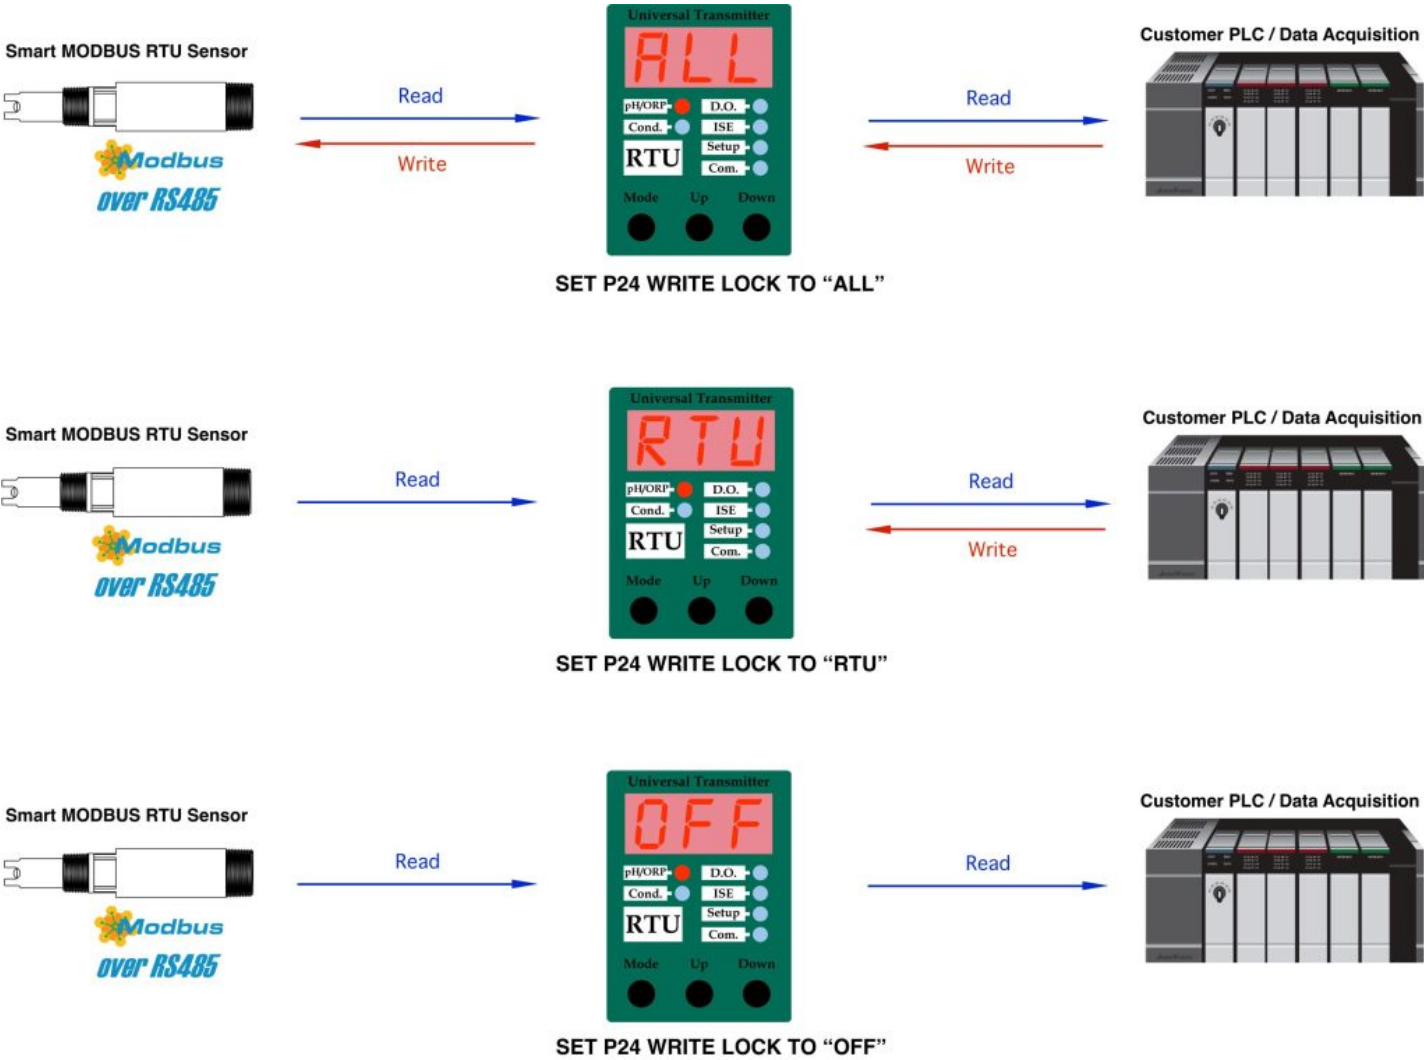 Universal Transmitter
Smart MODBUS RTU Sensor
ALL
Customer PLC / Data Acquisition
Read
pH/ORP
D.O.
Read
Cond.
ISE
Write
RTU
Setup
Write
Com.
Modbus
over RS485
Mode Up Down
SET P24 WRITE LOCK TO “ALL”
Universal Transmitter
Smart MODBUS RTU Sensor
RTU
Customer PLC / Data Acquisition
Read
pH/ORP
D.O.
Read
Cond.
ISE
RTU
Setup
Write
Com.
Modbus
over RS485
Mode Up Down
SET P24 WRITE LOCK TO “RTU”
Universal Transmitter
Smart MODBUS RTU Sensor
OFF
Customer PLC / Data Acquisition
Read
pH/ORP
D.O.
Read
Cond.
ISE
RTU
Setup
Com.
Modbus
over RS485
Mode Up Down
SET P24 WRITE LOCK TO “OFF”